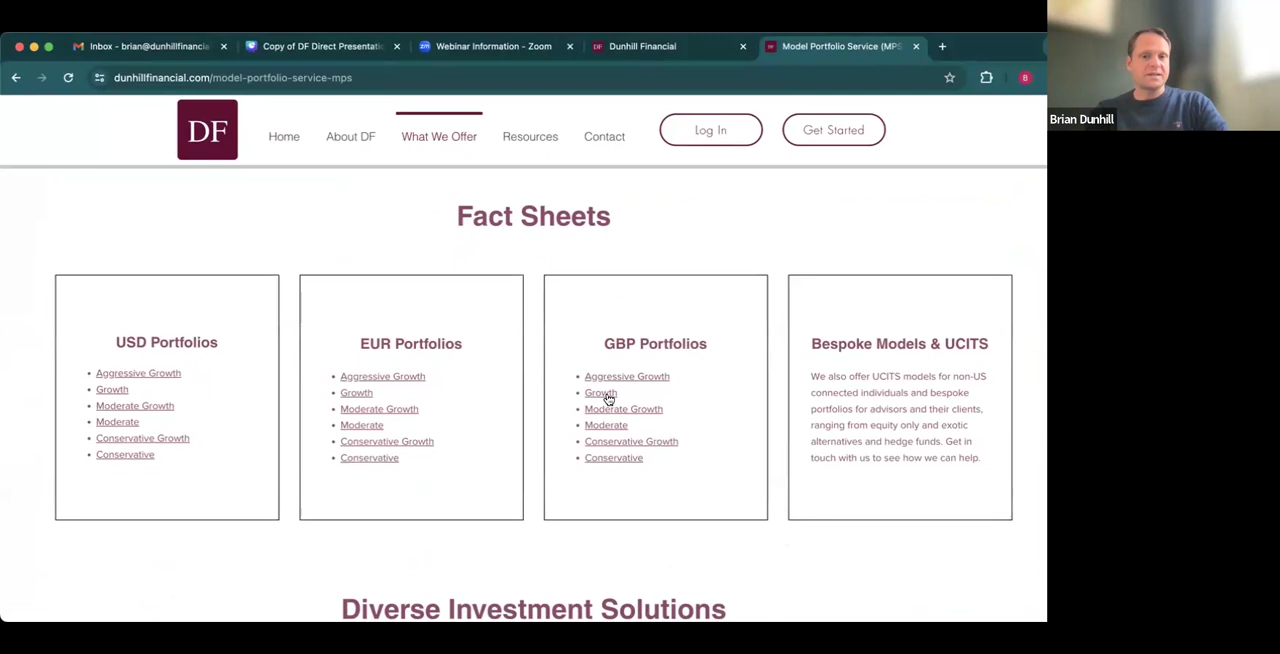 Inbox - brian@dunhillfinancia
Copy of DF Direct Presentatio
Webinar Information - Zoom
Dunhill Financial
Model Portfolio Service (MPS
dunhillfinancial.com/model-portfolio-service-mps
B
Brian Dunhill
DF
Home
About DF
What We Offer
Resources
Contact
Log In
Get Started
Fact Sheets
USD Portfolios
Aggressive Growth
Growth
Moderate Growth
Moderate
Conservative Growth
Conservative
EUR Portfolios
Aggressive Growth
Growth
Moderate Growth
Moderate
Conservative Growth
Conservative
GBP Portfolios
Aggressive Growth
Growth
Moderate Growth
Moderate
Conservative Growth
Conservative
Bespoke Models & UCITS
We also offer UCITS models for non-US
connected individuals and bespoke
portfolios for advisors and their clients,
ranging from equity only and exotic
alternatives and hedge funds. Get in
touch with us to see how we can help.
Diverse Investment Solutions